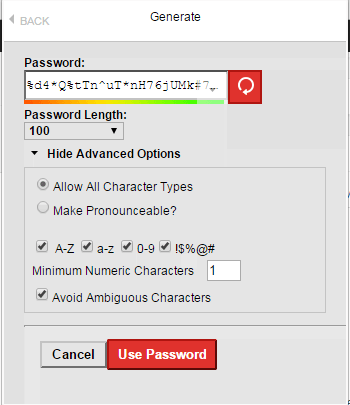 BACK
Generate
Password:
%d4*Q%tTn^uT*nH76jUMk#7
Password Length:
100
Hide Advanced Options
Allow All Character Types
Make Pronounceable?
A-Z a-z 0-9 !$%@#
Minimum Numeric Characters 1
Avoid Ambiguous Characters
Cancel Use Password